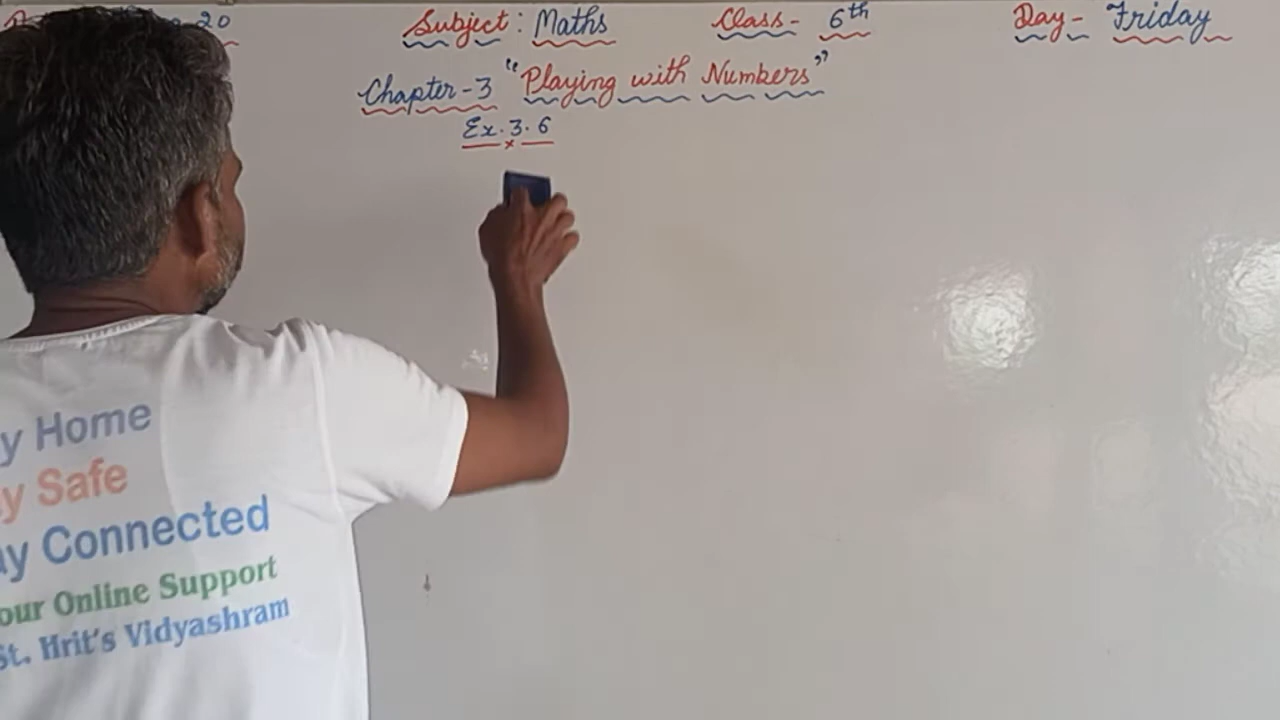 20 Subject: Maths Class- 6th Day- Friday
Chapter-3 "Playing with Numbers"
Ex. 3.6
Home
Safe
Connected
Online Support
St. Hrit's Vidyashram